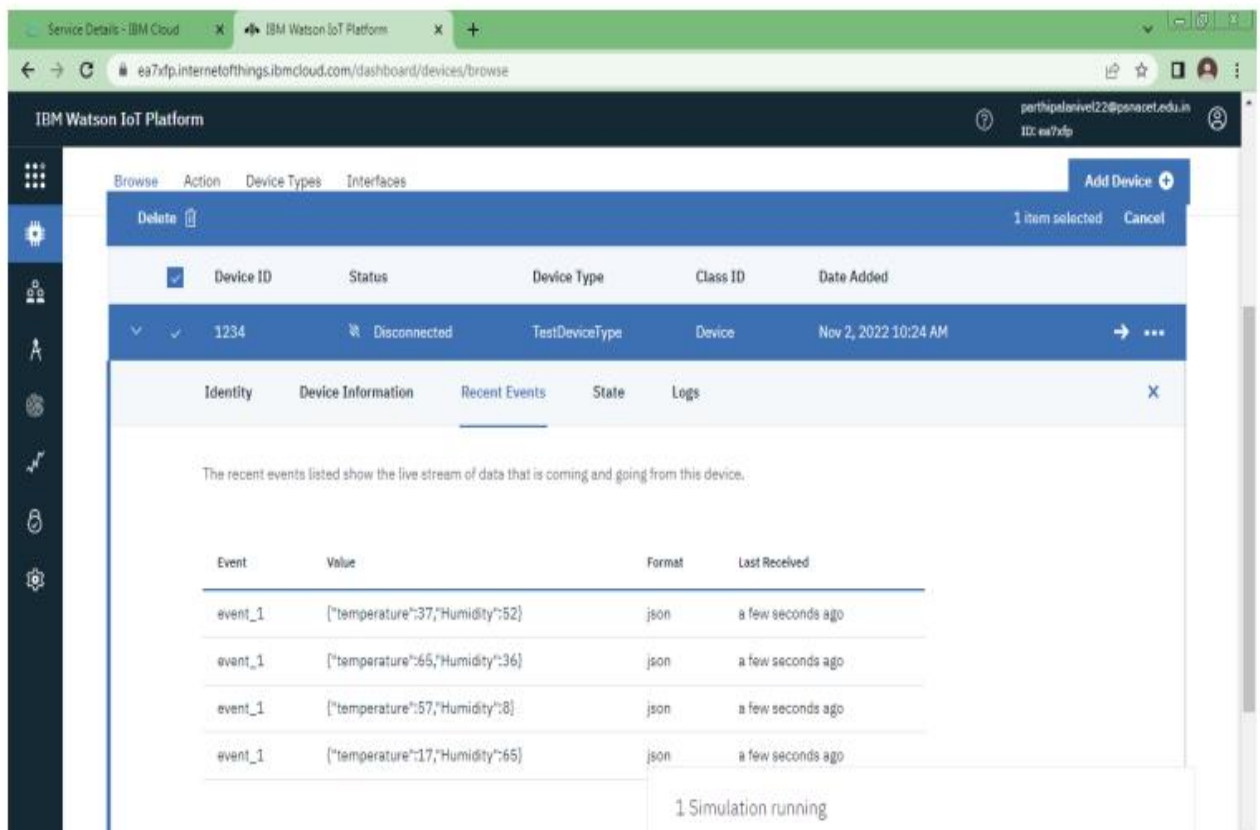 Service Details - IBM Cloud IBM Watson IoT Platform
ea7xfp.internetofthings.ibmcloud.com/dashboard/devices/browse
IBM Watson IoT Platform
parthipalanivel22@psnacet.edu.in
ID: ea7xfp
Browse Action Device Types Interfaces Add Device
Delete 1 item selected Cancel
Device ID Status Device Type Class ID Date Added
1234 Disconnected TestDeviceType Device Nov 2, 2022 10:24 AM
Identity Device Information Recent Events State Logs
The recent events listed show the live stream of data that is coming and going from this device.
Event Value Format Last Received
event_1 {"temperature":37,"Humidity":52} json a few seconds ago
event_1 {"temperature":65,"Humidity":36} json a few seconds ago
event_1 {"temperature":57,"Humidity":8} json a few seconds ago
event_1 {"temperature":17,"Humidity":65} json a few seconds ago
1 Simulation running